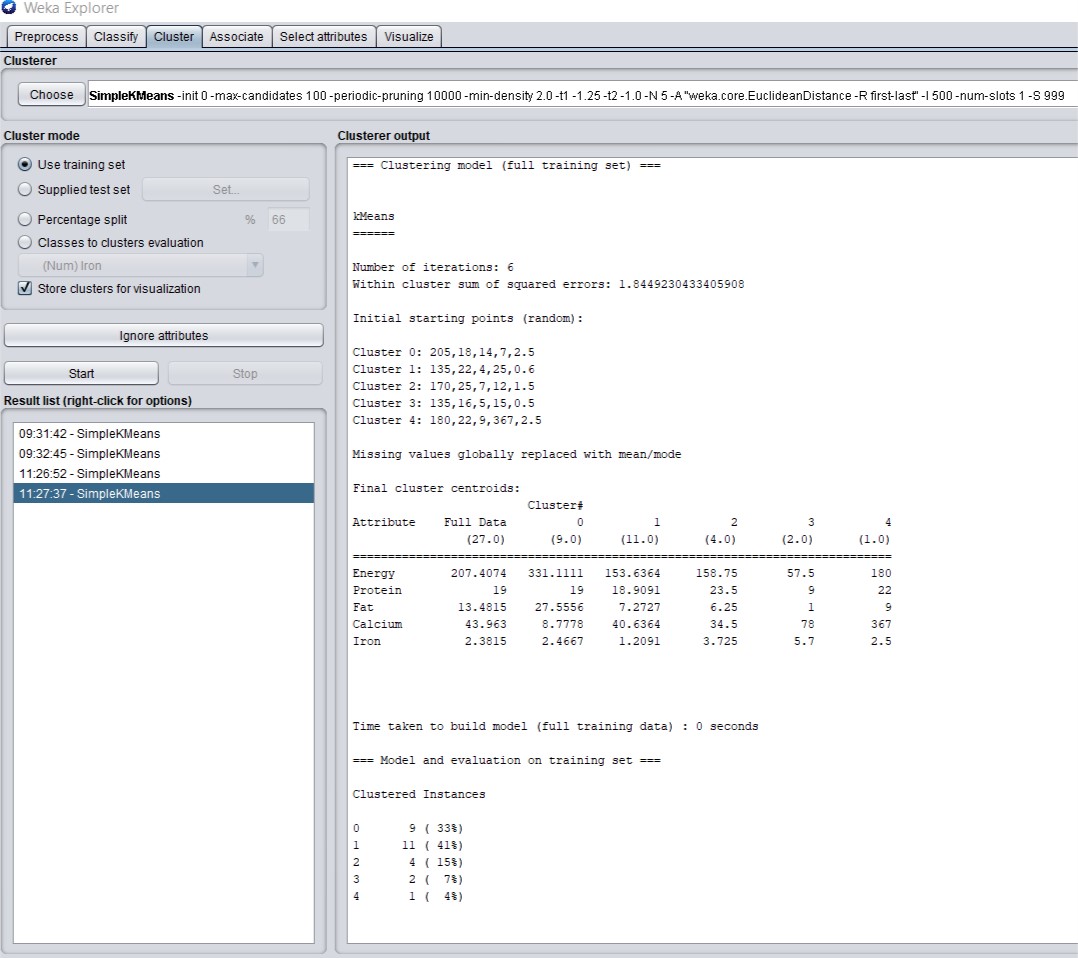 Weka Explorer
Preprocess Classify Cluster Associate Select attributes Visualize
Clusterer
Choose SimpleKMeans -init 0 -max-candidates 100 -periodic-pruning 10000 -min-density 2.0 -t1 -1.25 -t2 -1.0 -N 5 -A "weka.core.EuclideanDistance -R first-last" -I 500 -num-slots 1 -S 999
Cluster mode
Use training set
Supplied test set Set...
Percentage split % 66
Classes to clusters evaluation
(Num) Iron
Store clusters for visualization
Ignore attributes
Start Stop
Result list (right-click for options)
09:31:42 - SimpleKMeans
09:32:45 - SimpleKMeans
11:26:52 - SimpleKMeans
11:27:37 - SimpleKMeans
Clusterer output
=== Clustering model (full training set) ===
kMeans
======
Number of iterations: 6
Within cluster sum of squared errors: 1.8449230433405908
Initial starting points (random):
Cluster 0: 205,18,14,7,2.5
Cluster 1: 135,22,4,25,0.6
Cluster 2: 170,25,7,12,1.5
Cluster 3: 135,16,5,15,0.5
Cluster 4: 180,22,9,367,2.5
Missing values globally replaced with mean/mode
Final cluster centroids:
Cluster#
Attribute Full Data 0 1 2 3 4
(27.0) (9.0) (11.0) (4.0) (2.0) (1.0)
================================================================================
Energy 207.4074 331.1111 153.6364 158.75 57.5 180
Protein 19 19 18.9091 23.5 9 22
Fat 13.4815 27.5556 7.2727 6.25 1 9
Calcium 43.963 8.7778 40.6364 34.5 78 367
Iron 2.3815 2.4667 1.2091 3.725 5.7 2.5
Time taken to build model (full training data) : 0 seconds
=== Model and evaluation on training set ===
Clustered Instances
0 9 ( 33%)
1 11 ( 41%)
2 4 ( 15%)
3 2 ( 7%)
4 1 ( 4%)